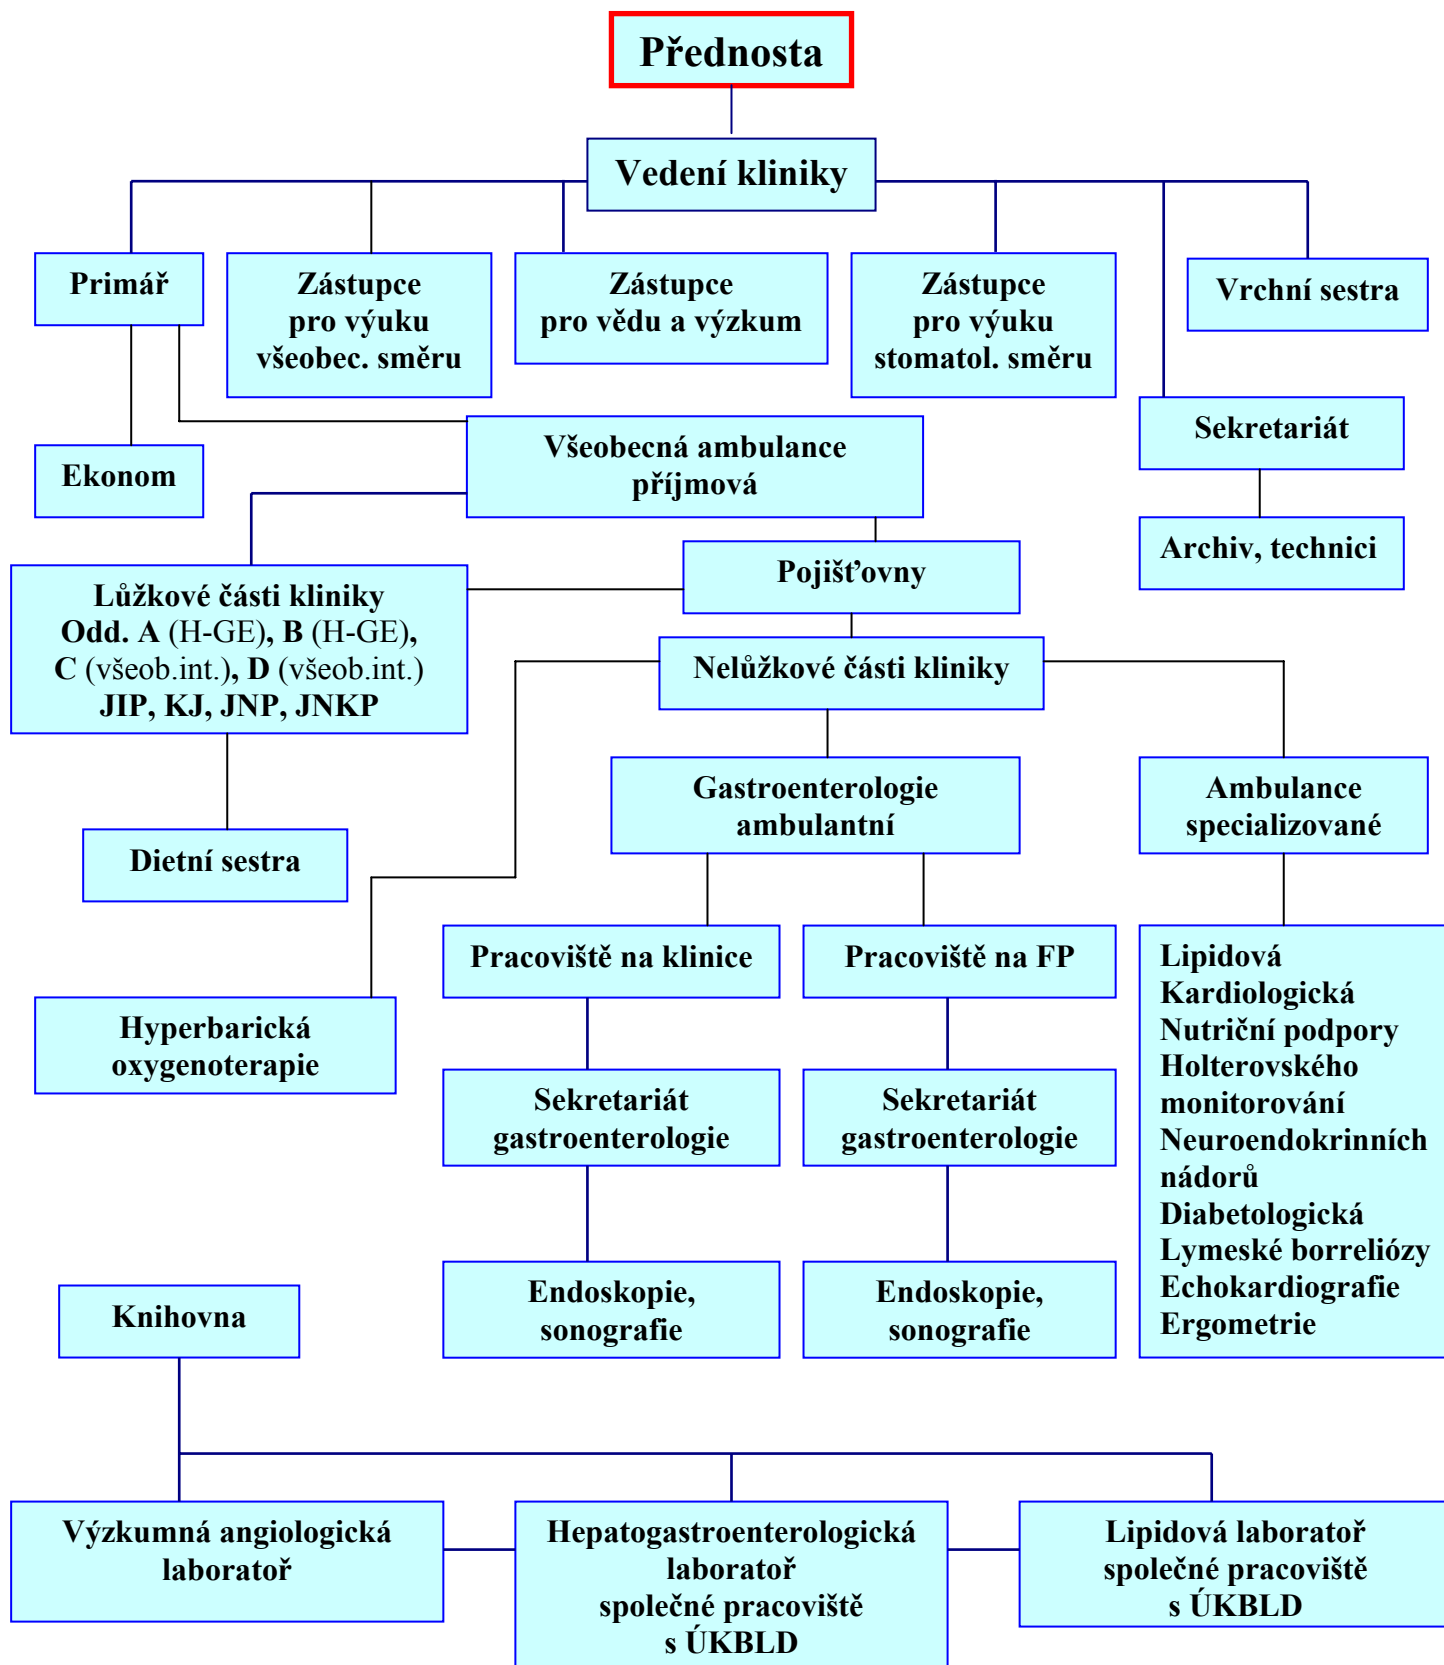 Přednosta
Vedení kliniky
Primář
Zástupce
pro výuku
všeobec. směru
Zástupce
pro vědu a výzkum
Zástupce
pro výuku
stomatol. směru
Vrchní sestra
Sekretariát
Všeobecná ambulance
příjmová
Ekonom
Archiv, technici
Pojišťovny
Lůžkové části kliniky
Odd. A (H-GE), B (H-GE),
C (všeob.int.), D (všeob.int.)
JIP, KJ, JNP, JNKP
Nelůžkové části kliniky
Gastroenterologie
ambulantní
Ambulance
specializované
Dietní sestra
Pracoviště na klinice
Pracoviště na FP
Lipidová
Kardiologická
Nutriční podpory
Holterovského
monitorování
Neuroendokrinních
nádorů
Diabetologická
Lymeské borreliózy
Echokardiografie
Ergometrie
Hyperbarická
oxygenoterapie
Sekretariát
gastroenterologie
Sekretariát
gastroenterologie
Endoskopie,
sonografie
Endoskopie,
sonografie
Knihovna
Výzkumná angiologická
laboratoř
Hepatogastroenterologická
laboratoř
společné pracoviště
s ÚKBLD
Lipidová laboratoř
společné pracoviště
s ÚKBLD